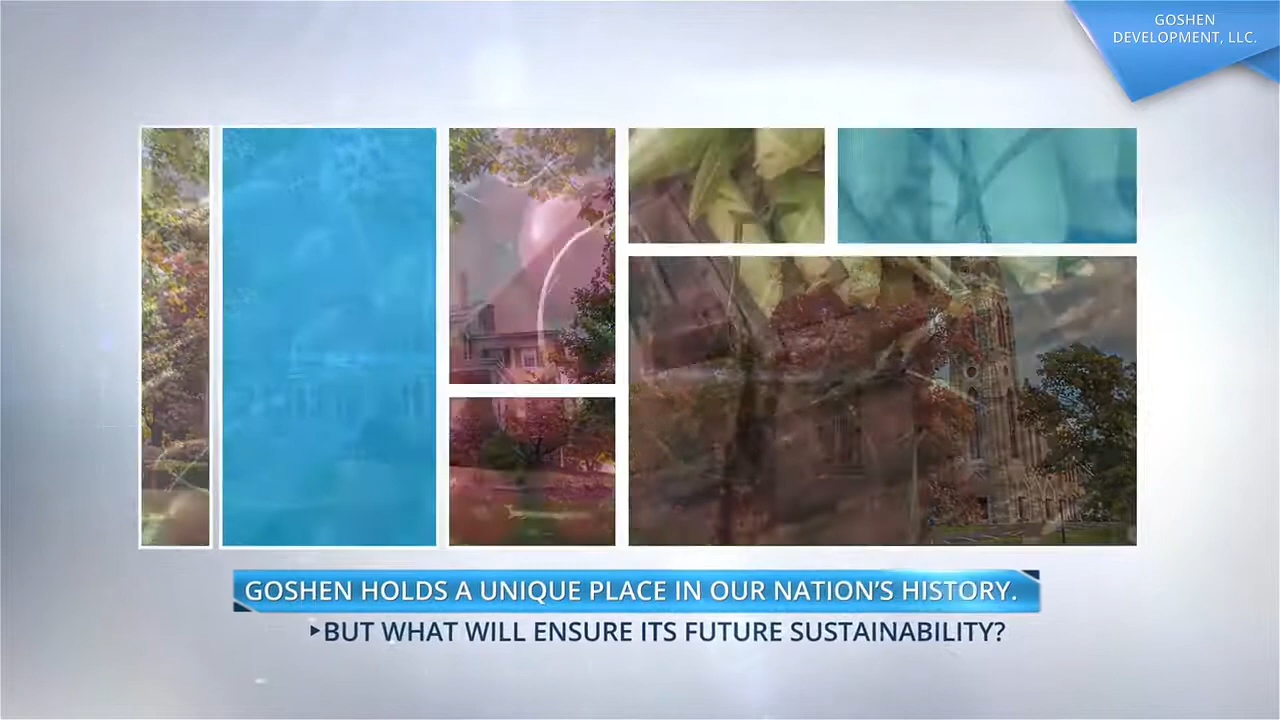 GOSHEN
DEVELOPMENT, LLC.
GOSHEN HOLDS A UNIQUE PLACE IN OUR NATION’S HISTORY.
BUT WHAT WILL ENSURE ITS FUTURE SUSTAINABILITY?